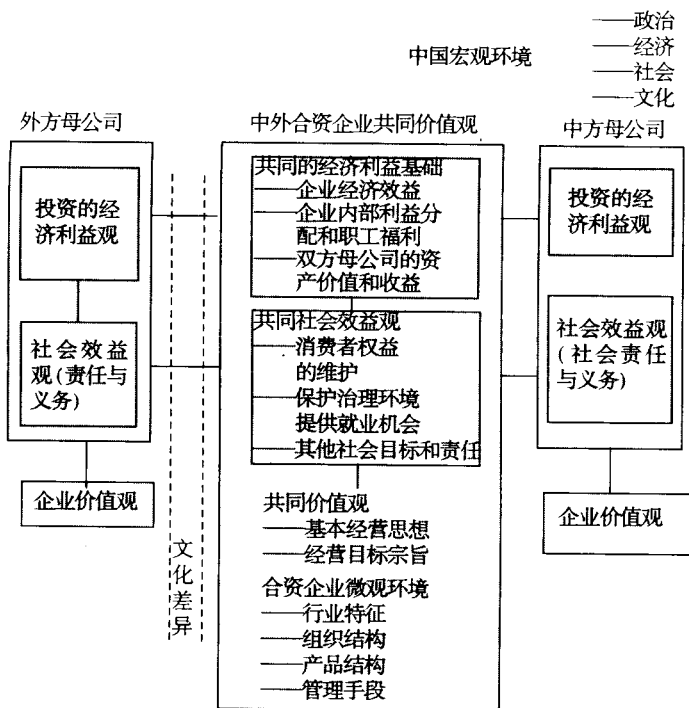 中国宏观环境
——政治
——经济
——社会
——文化
外方母公司
投资的经
济利益观
社会效益
观(责任与
义务)
企业价值观
文化差异
中外合资企业共同价值观
共同的经济利益基础
——企业经济效益
——企业内部利益分
配和职工福利
——双方母公司的资
产价值和收益
共同社会效益观
——消费者权益
的维护
——保护治理环境
提供就业机会
——其他社会目标和责任
共同价值观
——基本经营思想
——经营目标宗旨
合资企业微观环境
——行业特征
——组织结构
——产品结构
——管理手段
中方母公司
投资的经
济利益观
社会效益观
(社会责任
与义务)
企业价值观